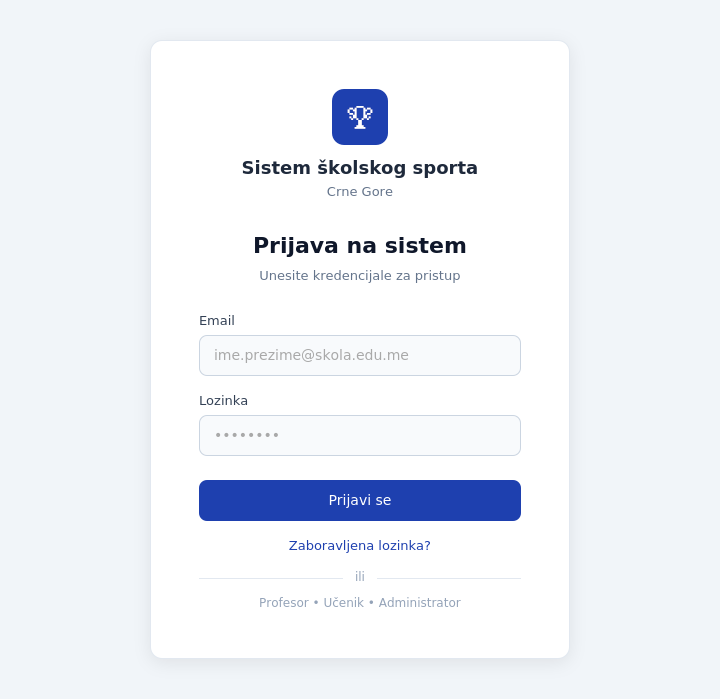 Sistem školskog sporta
Crne Gore
Prijava na sistem
Unesite kredencijale za pristup
Email
ime.prezime@skola.edu.me
Lozinka
••••••••
Prijavi se
Zaboravljena lozinka?
ili
Profesor • Učenik • Administrator